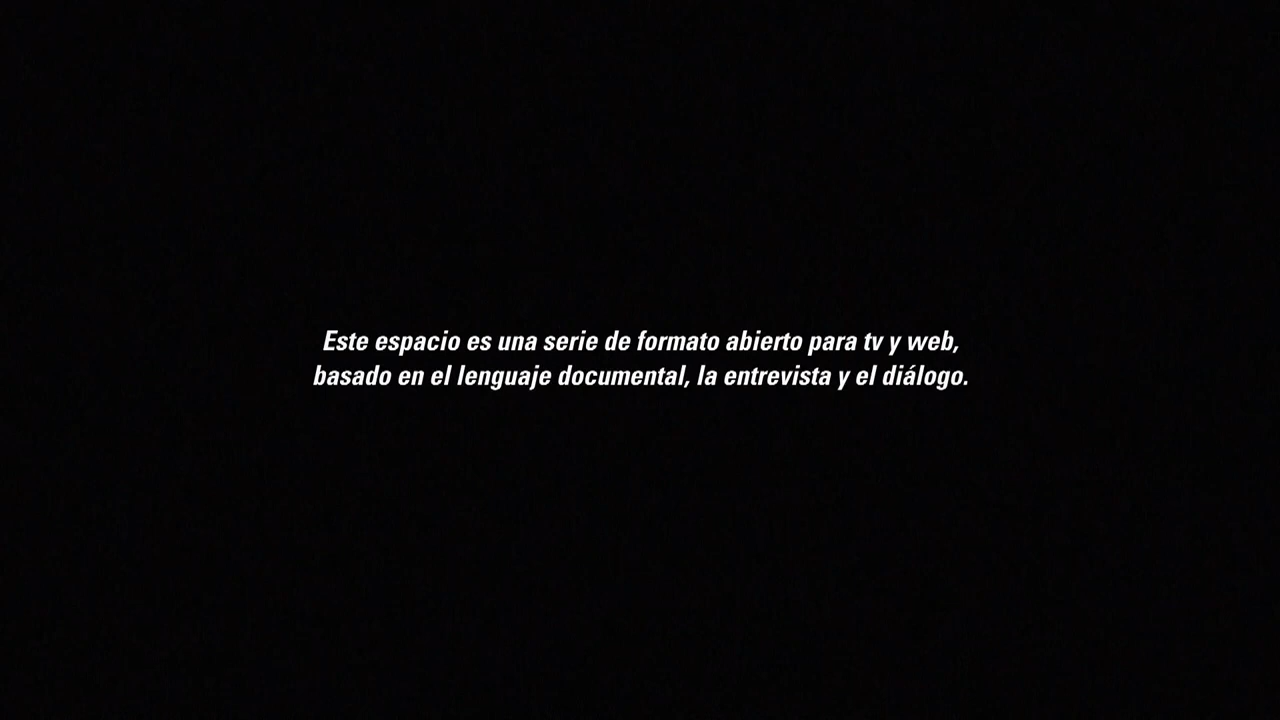 Este espacio es una serie de formato abierto para tv y web,
basado en el lenguaje documental, la entrevista y el diálogo.